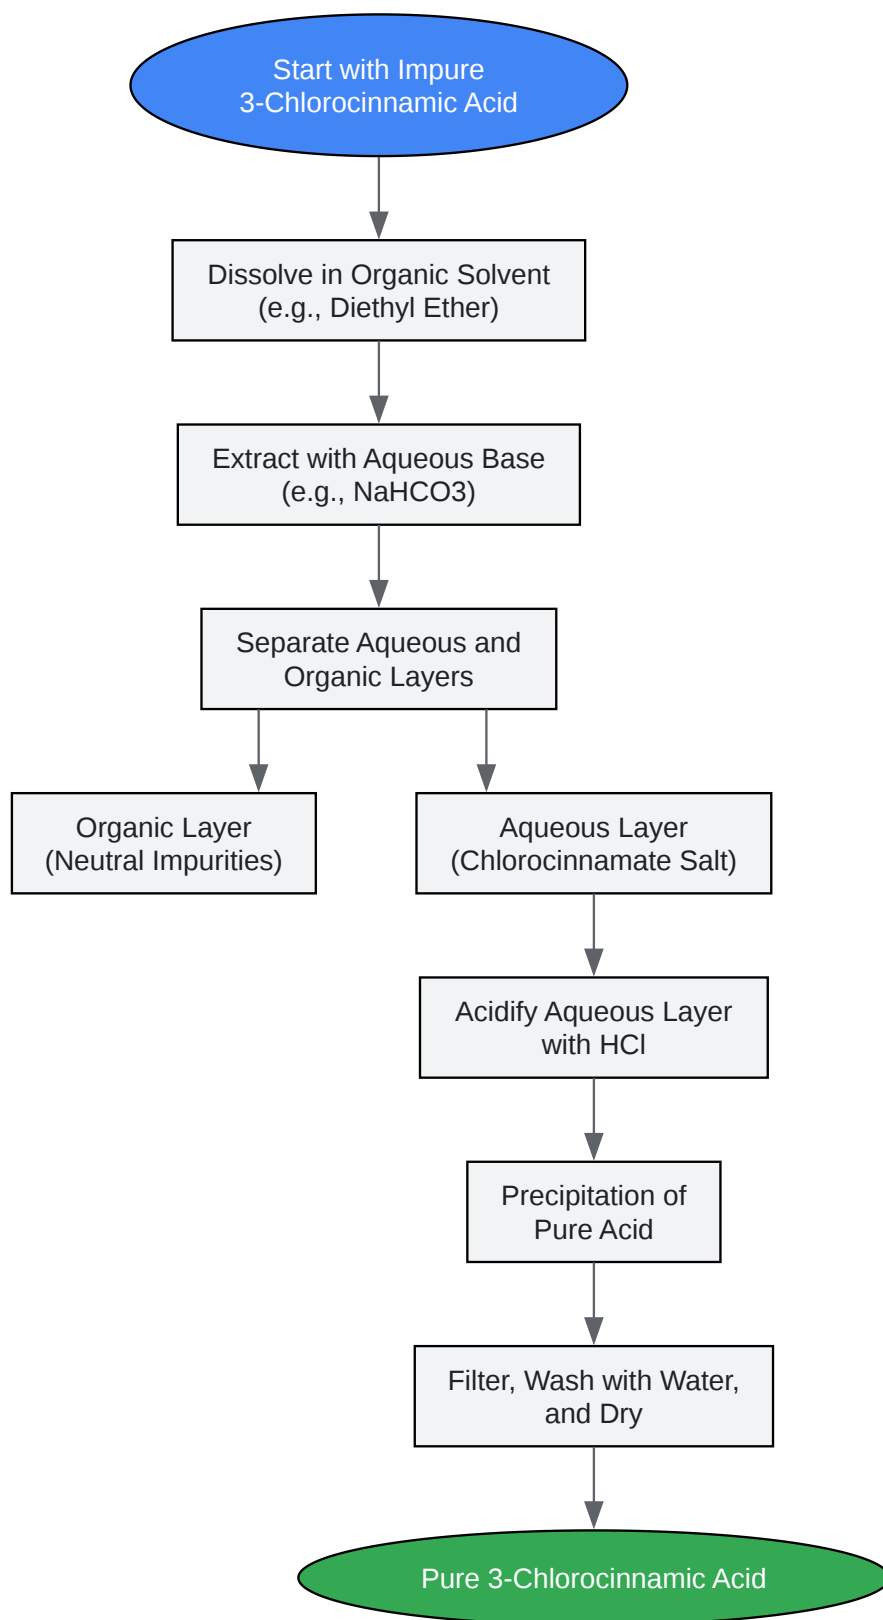 Start with Impure
3-Chlorocinnamic Acid
Dissolve in Organic Solvent
(e.g., Diethyl Ether)
Extract with Aqueous Base
(e.g., NaHCO3)
Separate Aqueous and
Organic Layers
Organic Layer
(Neutral Impurities)
Aqueous Layer
(Chlorocinnamate Salt)
Acidify Aqueous Layer
with HCl
Precipitation of
Pure Acid
Filter, Wash with Water,
and Dry
Pure 3-Chlorocinnamic Acid